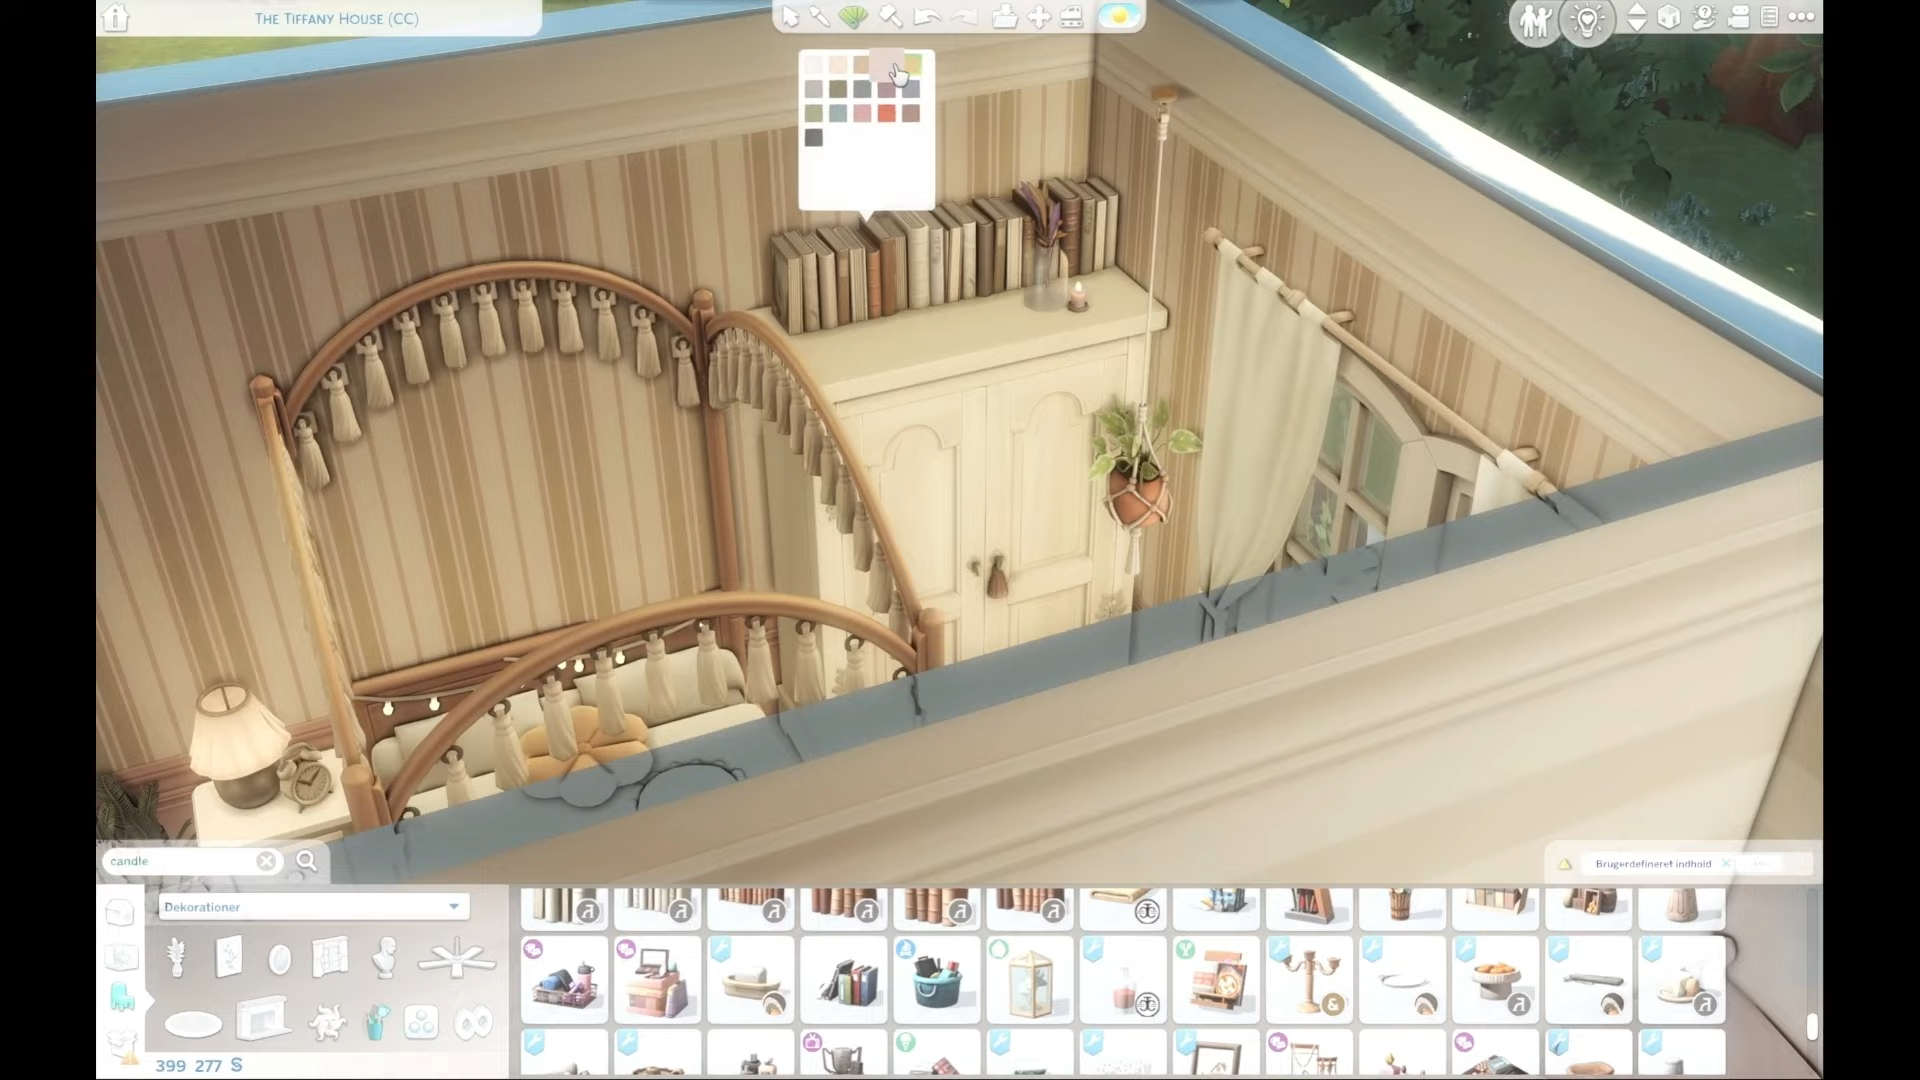 THE TIFFANY HOUSE (CC)
candle
Brugerdefineret indhold
Dekorationer
399 277 §